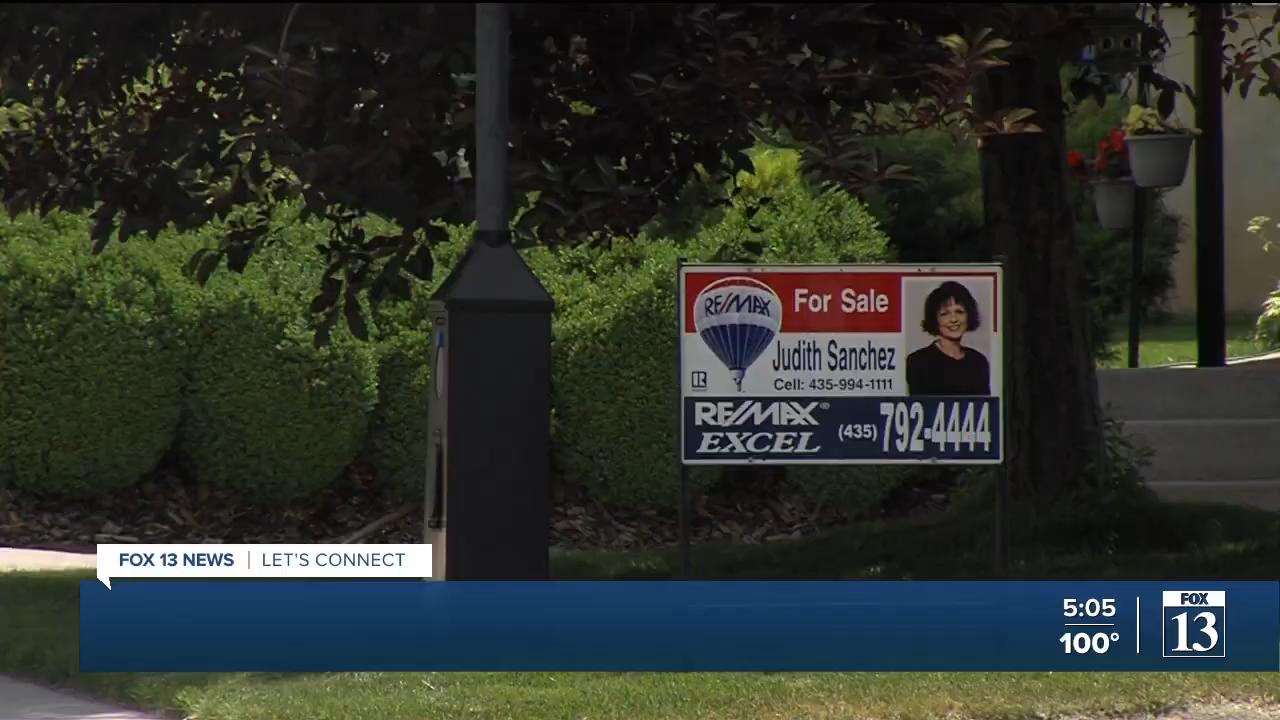 RE/MAX
For Sale
Judith Sanchez
Cell: 435-994-1111
RE/MAX®
EXCEL
(435) 792-4444
FOX 13 NEWS | LET'S CONNECT
5:05
100°
FOX
13